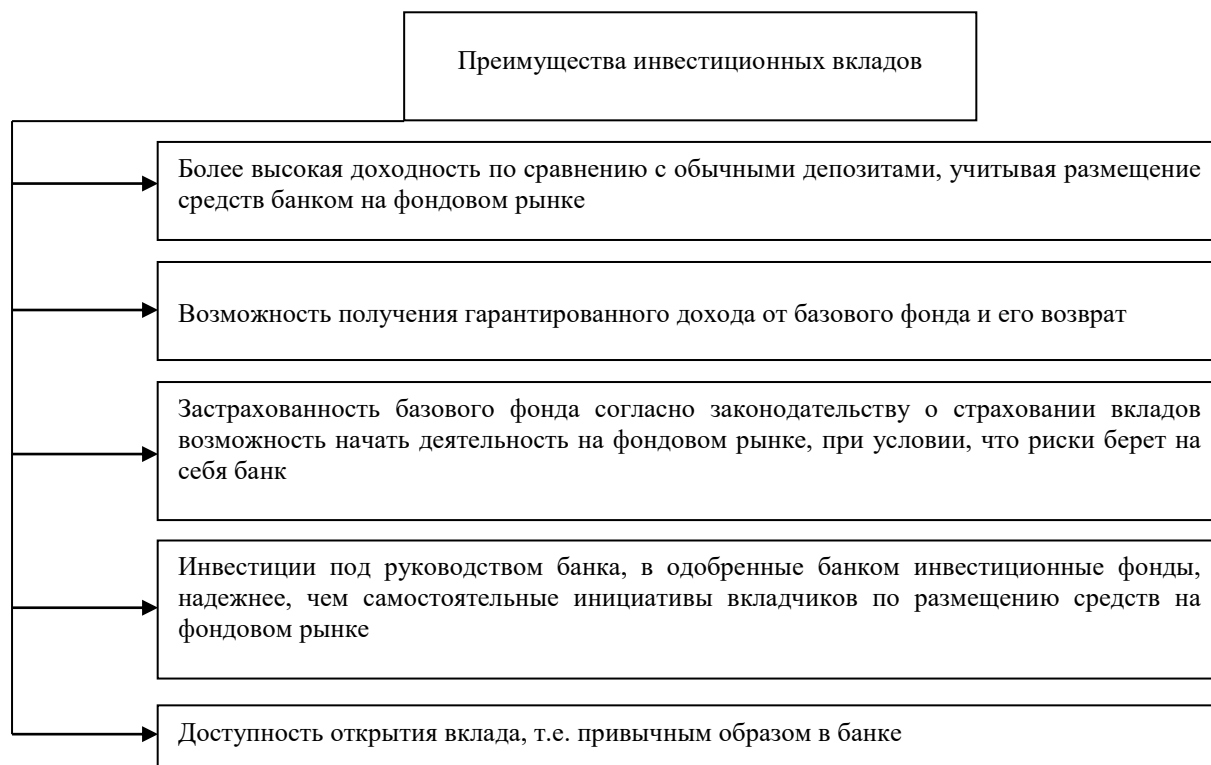 Преимущества инвестиционных вкладов
Более высокая доходность по сравнению с обычными депозитами, учитывая размещение
средств банком на фондовом рынке
Возможность получения гарантированного дохода от базового фонда и его возврат
Застрахованность базового фонда согласно законодательству о страховании вкладов
возможность начать деятельность на фондовом рынке, при условии, что риски берет на
себя банк
Инвестиции под руководством банка, в одобренные банком инвестиционные фонды,
надежнее, чем самостоятельные инициативы вкладчиков по размещению средств на
фондовом рынке
Доступность открытия вклада, т.е. привычным образом в банке